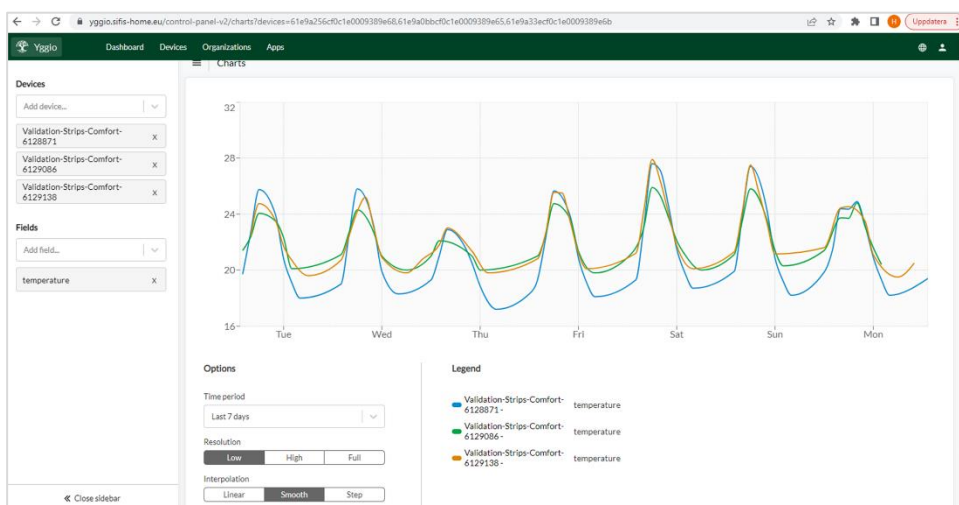 yggio.sifis-home.eu/control-panel-v2/charts?devices=61e9a256cf0c1e0009389e68,61e9a0bbcf0c1e0009389e65,61e9a33ecf0c1e0009389e6b
H
Uppdatera
Yggio
Dashboard Devices Organizations Apps
Charts
Devices
Add device...
Validation-Strips-Comfort-
6128871
x
Validation-Strips-Comfort-
6129086
x
Validation-Strips-Comfort-
6129138
x
Fields
Add field...
temperature
x
32
28
24
20
16
Tue Wed Thu Fri Sat Sun Mon
Options
Time period
Last 7 days
Resolution
Low High Full
Interpolation
Linear Smooth Step
Legend
Validation-Strips-Comfort-
6128871 - temperature
Validation-Strips-Comfort-
6129086 - temperature
Validation-Strips-Comfort-
6129138 - temperature
Close sidebar